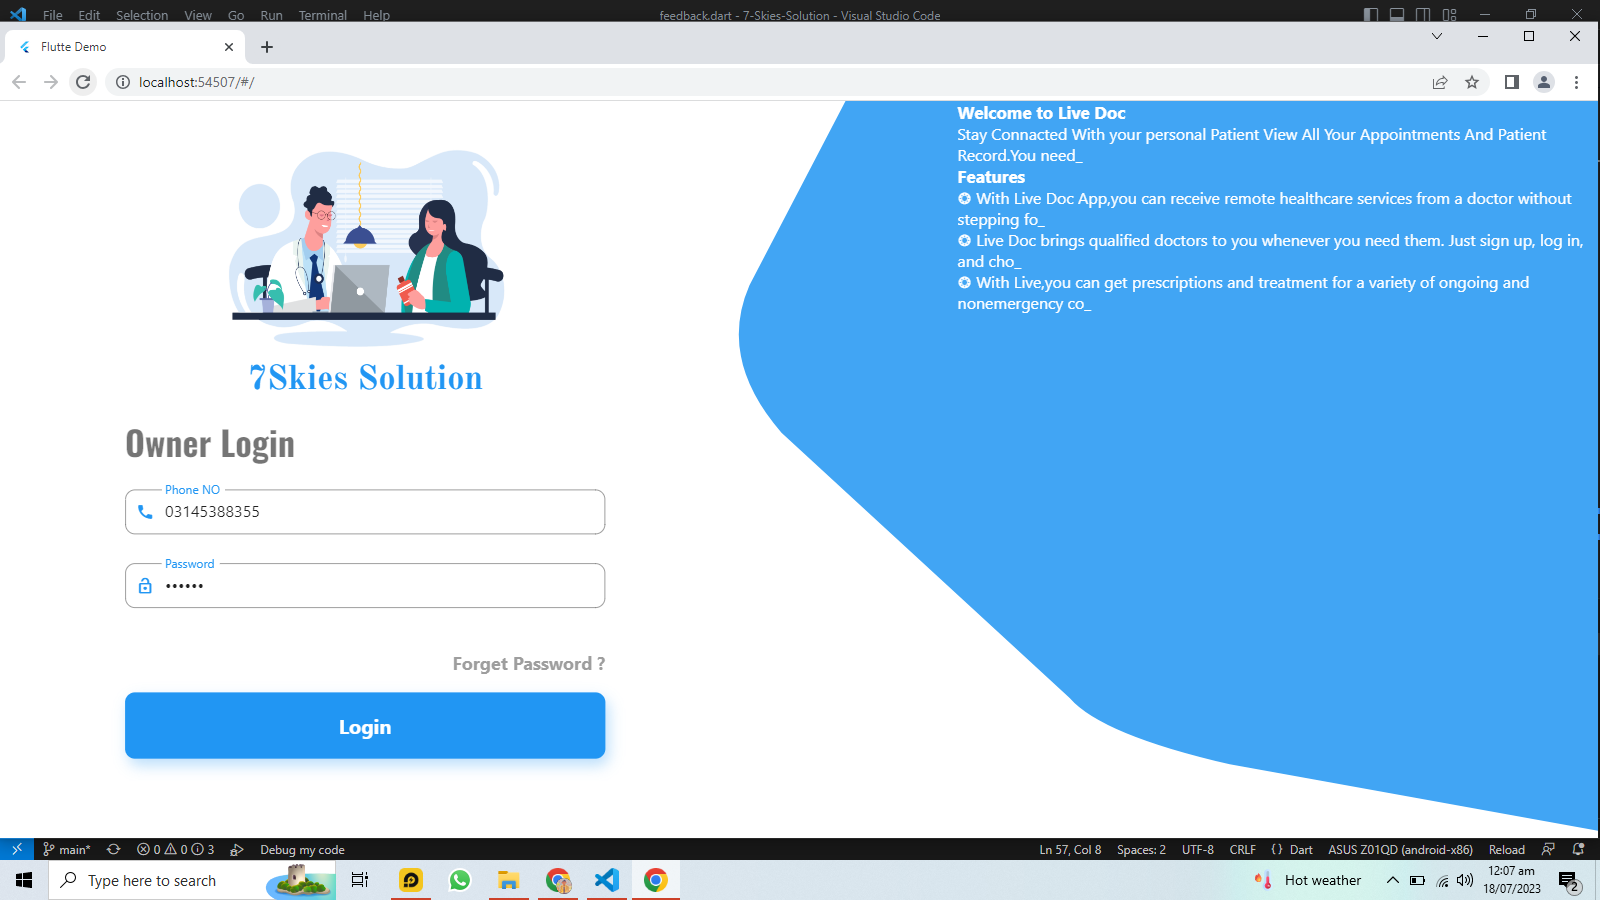 File Edit Selection View Go Run Terminal Help feedback.dart - 7-Skies-Solution - Visual Studio Code
Flutte Demo
localhost:54507/#/
Welcome to Live Doc
Stay Connacted With your personal Patient View All Your Appointments And Patient
Record.You need_
Features
❂ With Live Doc App,you can receive remote healthcare services from a doctor without
stepping fo_
❂ Live Doc brings qualified doctors to you whenever you need them. Just sign up, log in,
and cho_
❂ With Live,you can get prescriptions and treatment for a variety of ongoing and
nonemergency co_
7Skies Solution
Owner Login
Phone NO
03145388355
Password
••••••
Forget Password ?
Login
main* 0 0 3 Debug my code Ln 57, Col 8 Spaces: 2 UTF-8 CRLF {} Dart ASUS Z01QD (android-x86) Reload
Type here to search Hot weather 12:07 am
18/07/2023 2